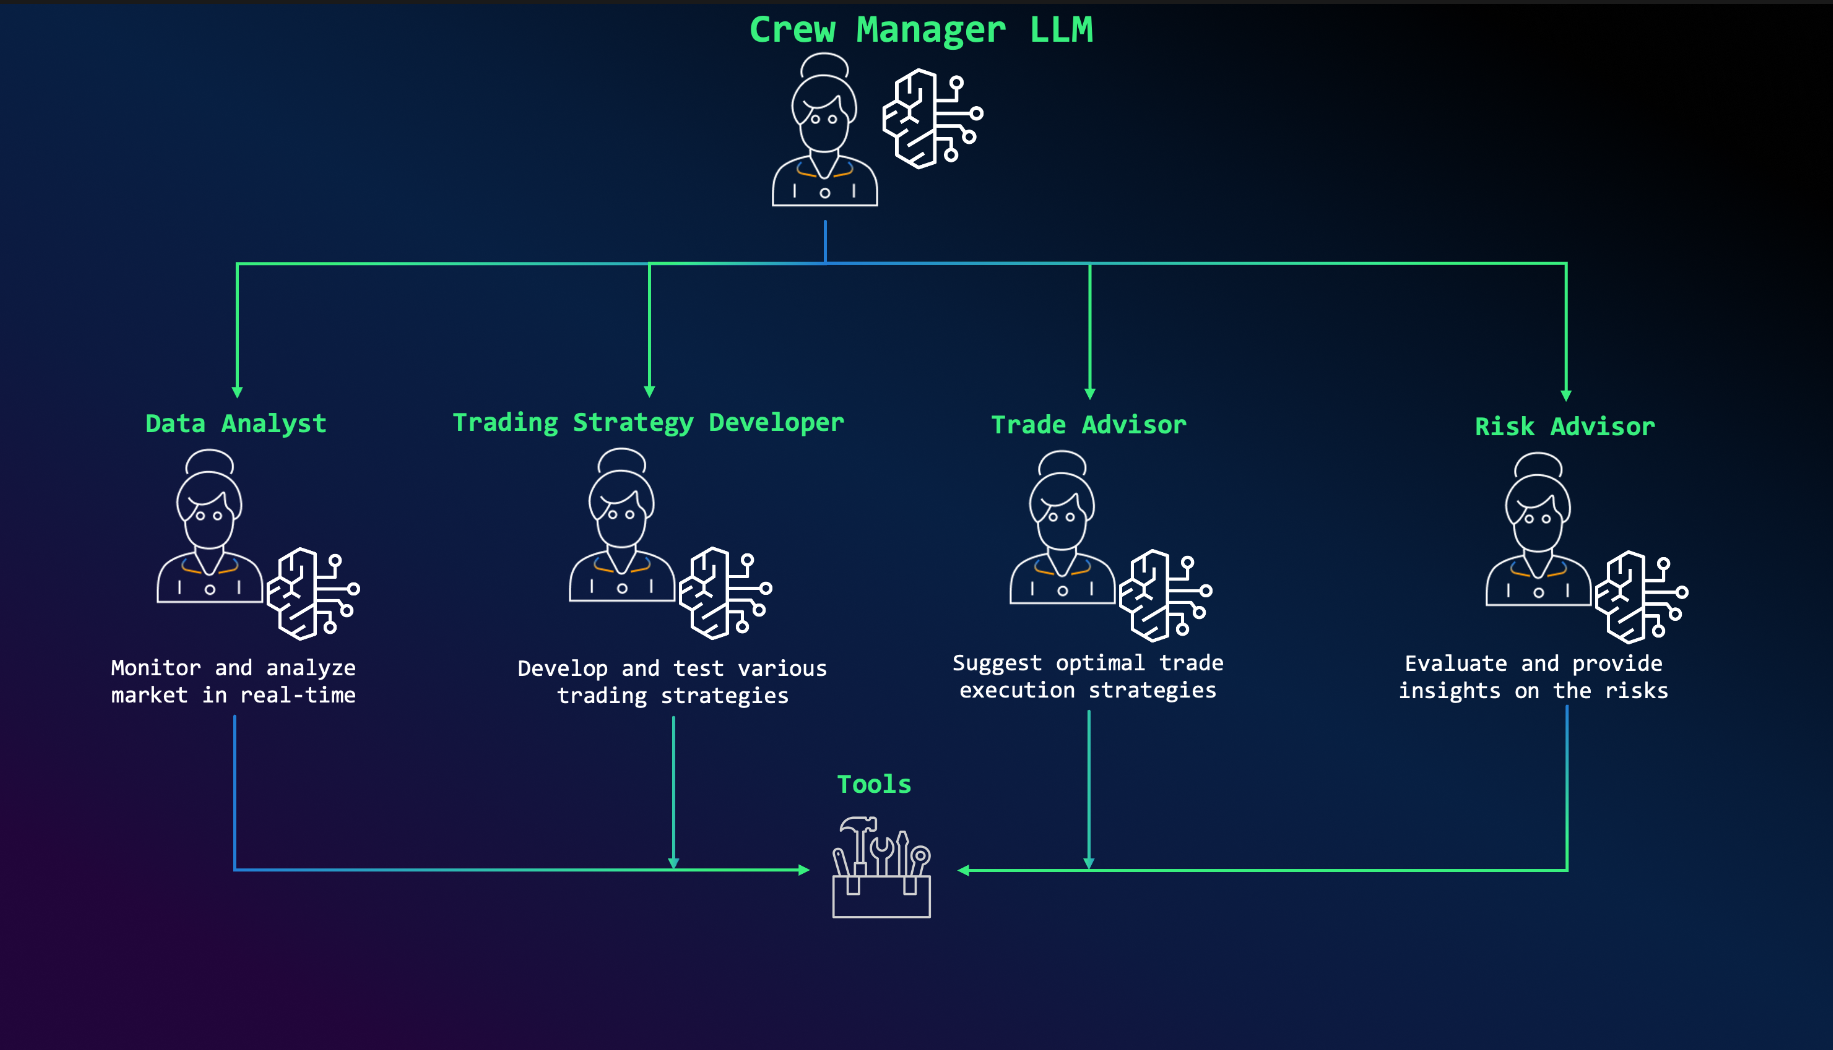 Crew Manager LLM
Data Analyst
Trading Strategy Developer
Trade Advisor
Risk Advisor
Monitor and analyze
market in real-time
Develop and test various
trading strategies
Suggest optimal trade
execution strategies
Evaluate and provide
insights on the risks
Tools